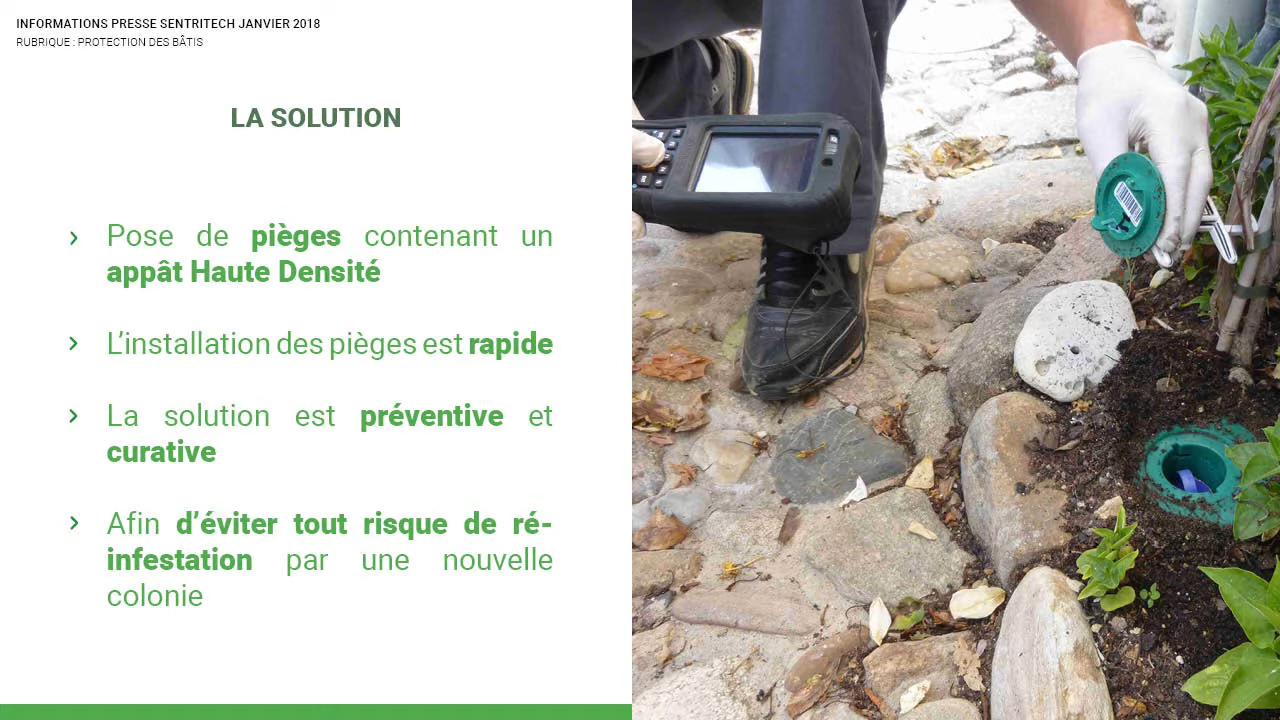 INFORMATIONS PRESSE SENTRITECH JANVIER 2018
RUBRIQUE : PROTECTION DES BÂTIS
LA SOLUTION
Pose de pièges contenant un
appât Haute Densité
L’installation des pièges est rapide
La solution est préventive et
curative
Afin d’éviter tout risque de ré-
infestation par une nouvelle
colonie